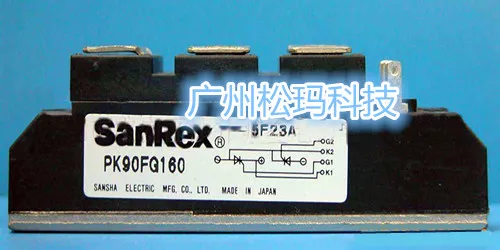 广州松玛科技
SanRex® 5F23A
PK90FG160
G2
K2
G1
K1
SANSHA ELECTRIC MFG. CO., LTD. MADE IN JAPAN